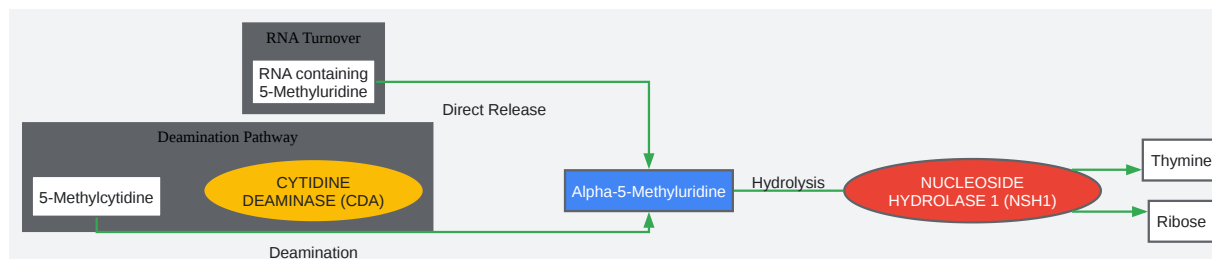 RNA Turnover
RNA containing
5-Methyluridine
Direct Release
Deamination Pathway
5-Methylcytidine
CYTIDINE
DEAMINASE (CDA)
Deamination
Alpha-5-Methyluridine
Hydrolysis
NUCLEOSIDE
HYDROLASE 1 (NSH1)
Thymine
Ribose